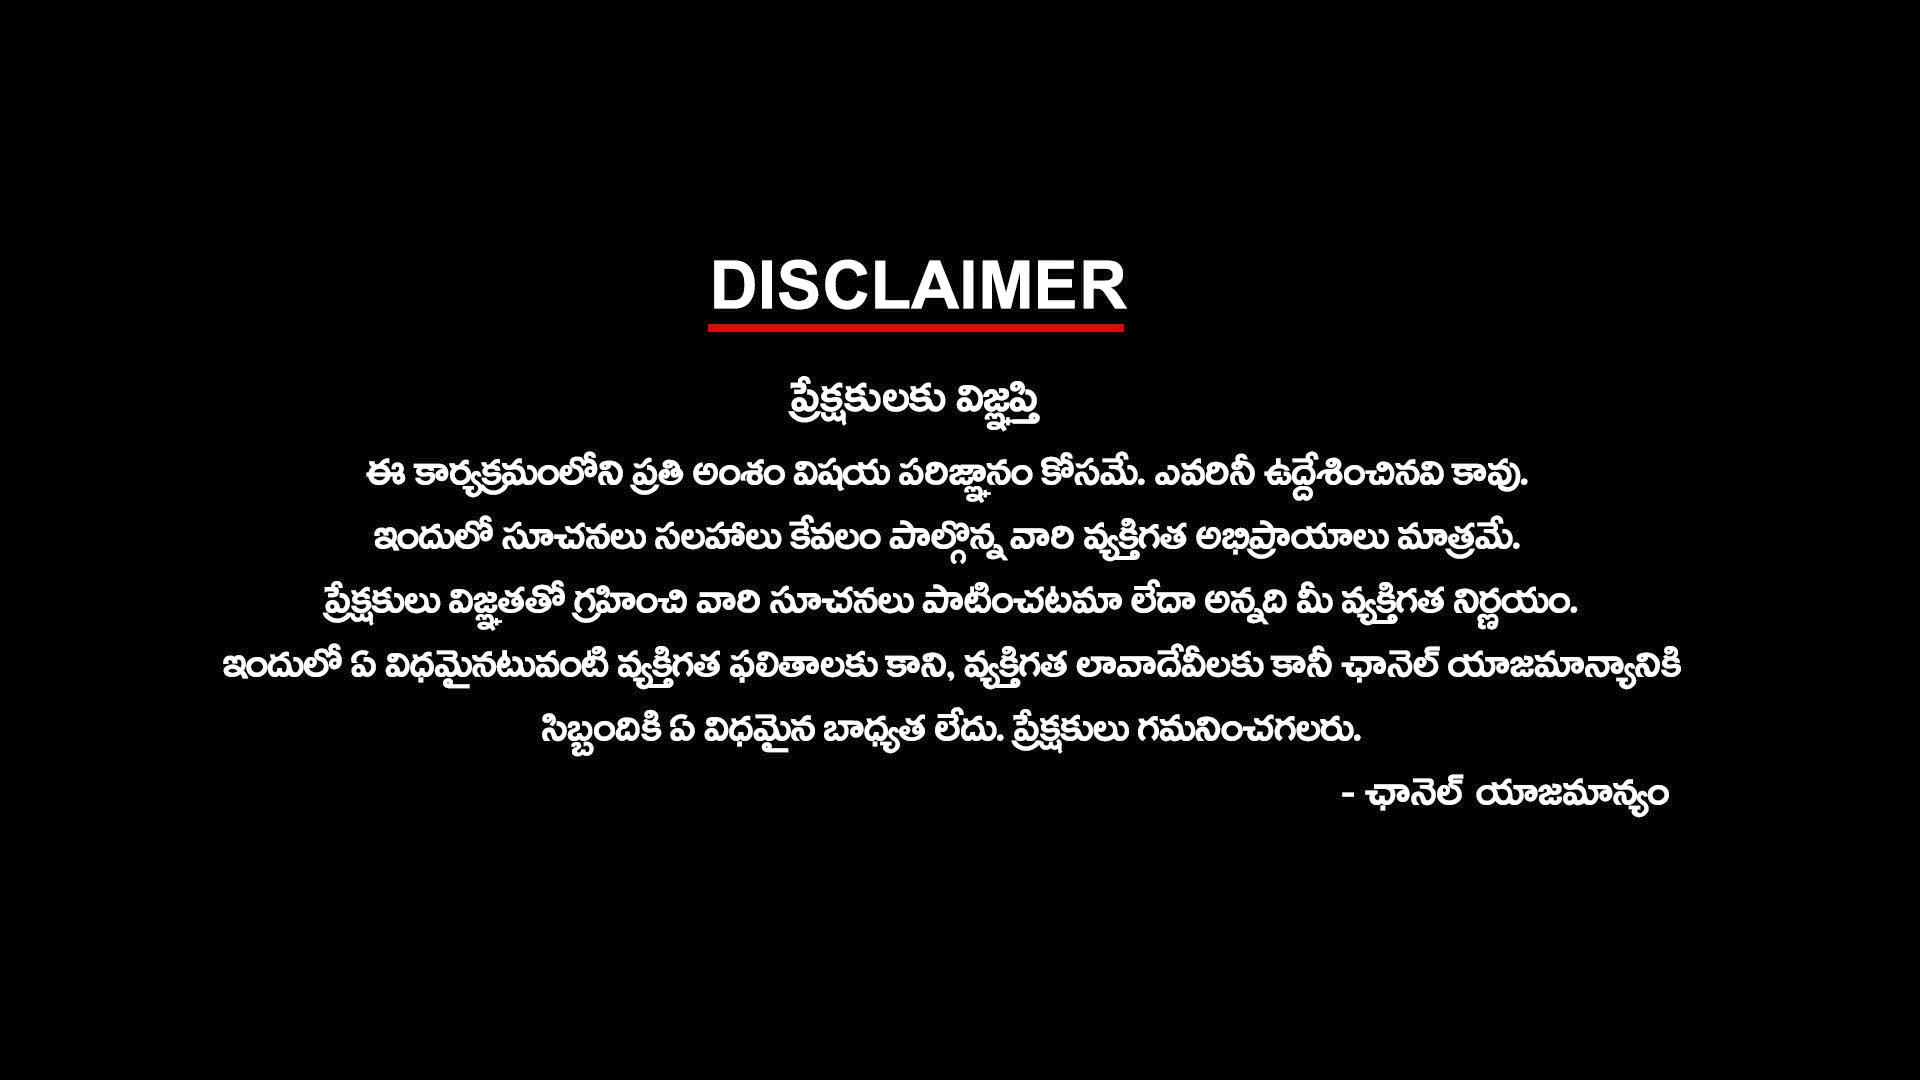 DISCLAIMER
ప్రేక్షకులకు విజ్ఞప్తి
ఈ కార్యక్రమంలోని ప్రతి అంశం విషయ పరిజ్ఞానం కోసమే. ఎవరినీ ఉద్దేశించినవి కావు.
ఇందులో సూచనలు సలహాలు కేవలం పాల్గొన్న వారి వ్యక్తిగత అభిప్రాయాలు మాత్రమే.
ప్రేక్షకులు విజ్ఞతతో గ్రహించి వారి సూచనలు పాటించటమా లేదా అన్నది మీ వ్యక్తిగత నిర్ణయం.
ఇందులో ఏ విధమైనటువంటి వ్యక్తిగత ఫలితాలకు కాని, వ్యక్తిగత లావాదేవీలకు కానీ ఛానెల్ యాజమాన్యానికి
సిబ్బందికి ఏ విధమైన బాధ్యత లేదు. ప్రేక్షకులు గమనించగలరు.
- ఛానెల్ యాజమాన్యం